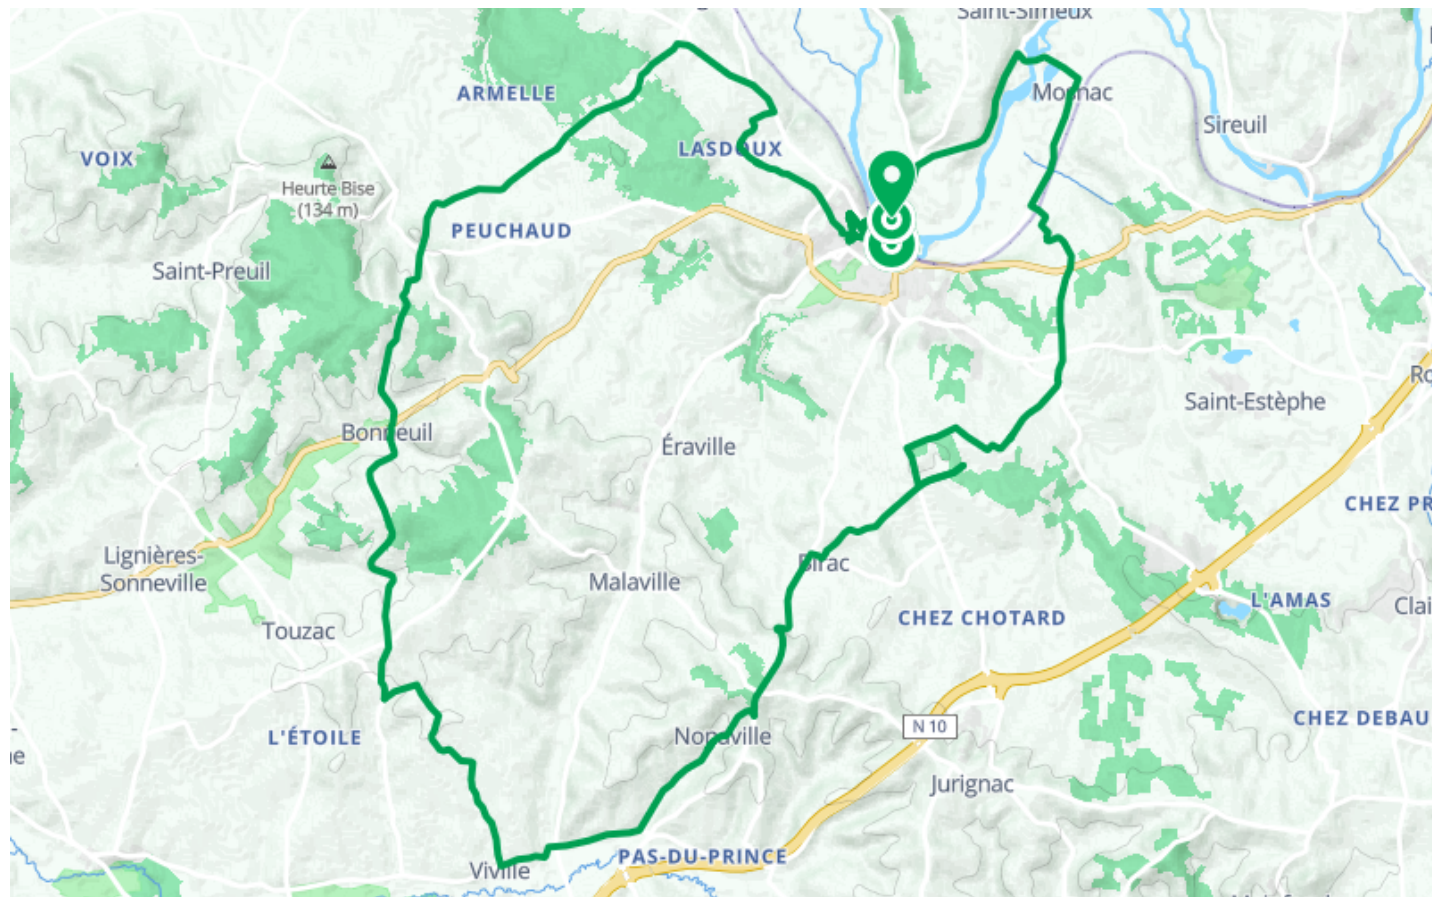 Saint-Simeux
ARMELLE
Mosnac
Sireuil
VOIX
LASDOUX
Heurte Bise
(134 m)
PEUCHAUD
Saint-Preuil
Saint-Estèphe
Bonneuil
Éraville
CHEZ PR
Lignières-
Sonneville
Birac
Malaville
L'AMAS
Clai
CHEZ CHOTARD
Touzac
CHEZ DEBAU
N 10
L'ÉTOILE
Nonaville
Jurignac
PAS-DU-PRINCE
Viville